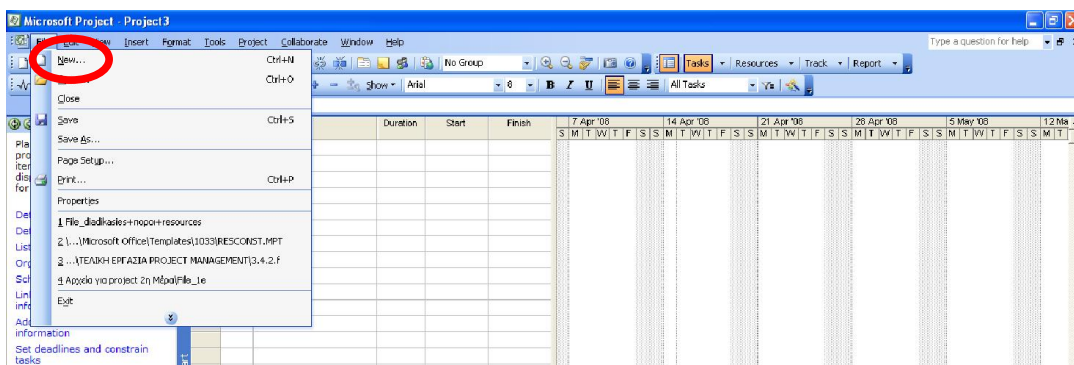 Microsoft Project - Project3
Insert Format Tools Project Collaborate Window Help Type a question for help
New... Ctrl+N No Group Tasks Resources Track Report
Ctrl+O Show Arial 8 B I U All Tasks
Close
Save Ctrl+S Duration Start Finish 7 Apr '08 14 Apr '08 21 Apr '08 28 Apr '08 5 May '08 12 Ma
S M T W T F S S M T W T F S S M T W T F S S M T W T F S S M T W T F S S M T
Save As...
Page Setup...
Print... Ctrl+P
for
Properties
1 File_diadikasies+nopoi+resources
2 \...\Microsoft Office\Templates\1033\RESCONST.MPT
List
3 ...\ΤΕΛΙΚΗ ΕΡΓΑΣΙΑ PROJECT MANAGEMENT\3.4.2.f
4 Αρχεία για project 2η Μέρα\File_1e
Exit
information
Set deadlines and constrain
tasks